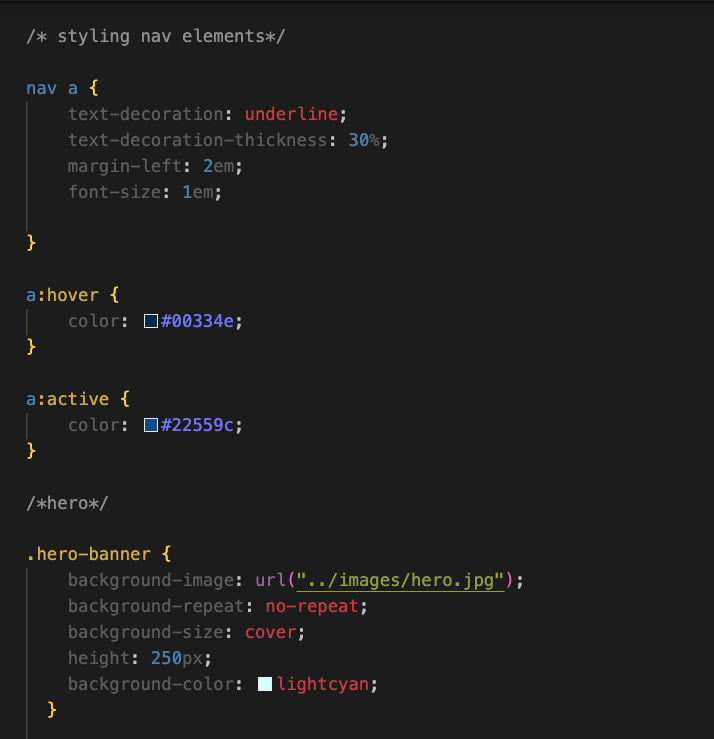 /* styling nav elements*/
nav a {
text-decoration: underline;
text-decoration-thickness: 30%;
margin-left: 2em;
font-size: 1em;
}
a:hover {
color: #00334e;
}
a:active {
color: #22559c;
}
/*hero*/
.hero-banner {
background-image: url("../images/hero.jpg");
background-repeat: no-repeat;
background-size: cover;
height: 250px;
background-color: lightcyan;
}